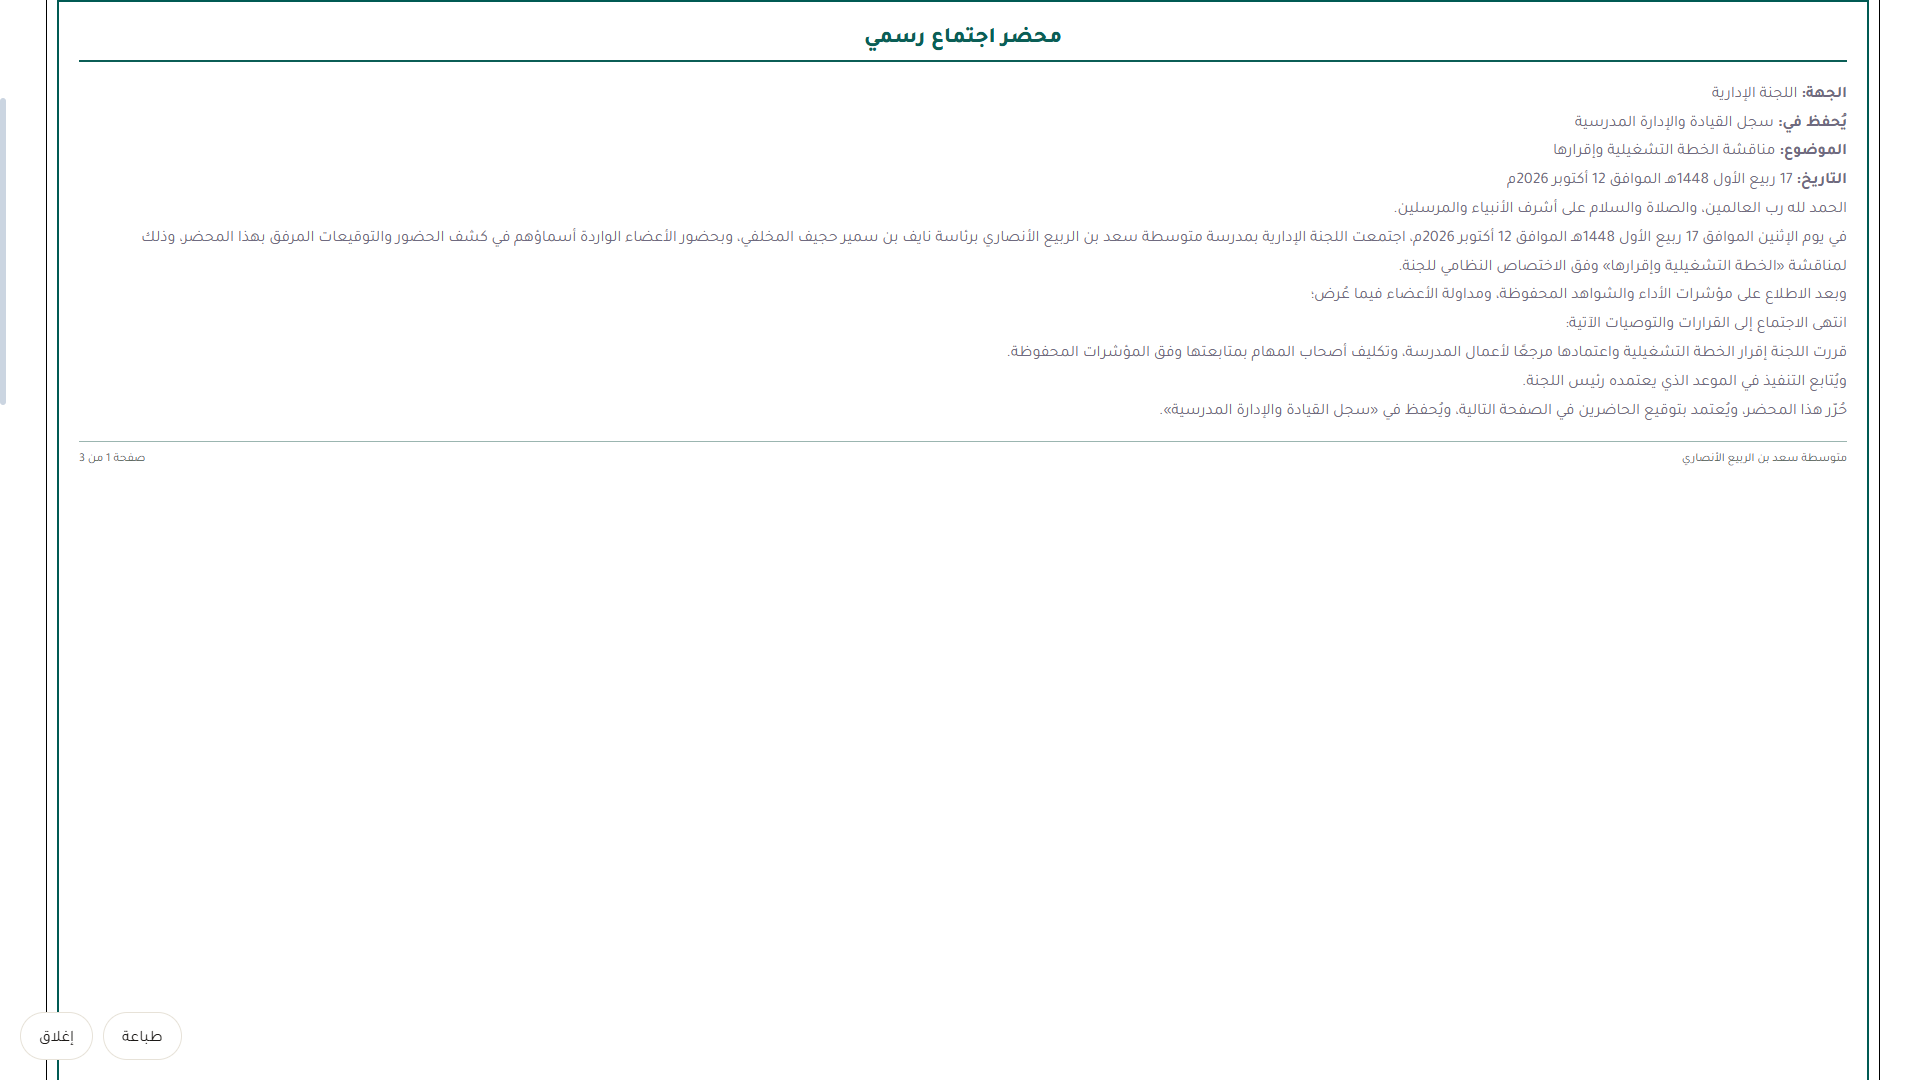 محضر اجتماع رسمي
الجهة: اللجنة الإدارية
يُحفظ في: سجل القيادة والإدارة المدرسية
الموضوع: مناقشة الخطة التشغيلية وإقرارها
التاريخ: 17 ربيع الأول 1448هـ الموافق 12 أكتوبر 2026م
الحمد لله رب العالمين، والصلاة والسلام على أشرف الأنبياء والمرسلين.
في يوم الإثنين الموافق 17 ربيع الأول 1448هـ الموافق 12 أكتوبر 2026م، اجتمعت اللجنة الإدارية بمدرسة متوسطة سعد بن الربيع الأنصاري برئاسة نايف بن سمير حجيف المخلفي، وبحضور الأعضاء الواردة أسماؤهم في كشف الحضور والتوقيعات المرفق بهذا المحضر، وذلك
لمناقشة «الخطة التشغيلية وإقرارها» وفق الاختصاص النظامي للجنة.
وبعد الاطلاع على مؤشرات الأداء والشواهد المحفوظة، ومداولة الأعضاء فيما عُرض؛
انتهى الاجتماع إلى القرارات والتوصيات الآتية:
قررت اللجنة إقرار الخطة التشغيلية واعتمادها مرجعًا لأعمال المدرسة، وتكليف أصحاب المهام بمتابعتها وفق المؤشرات المحفوظة.
ويُتابع التنفيذ في الموعد الذي يعتمده رئيس اللجنة.
حُرّر هذا المحضر، ويُعتمد بتوقيع الحاضرين في الصفحة التالية، ويُحفظ في «سجل القيادة والإدارة المدرسية».
متوسطة سعد بن الربيع الأنصاري
صفحة 1 من 3
طباعة
إغلاق